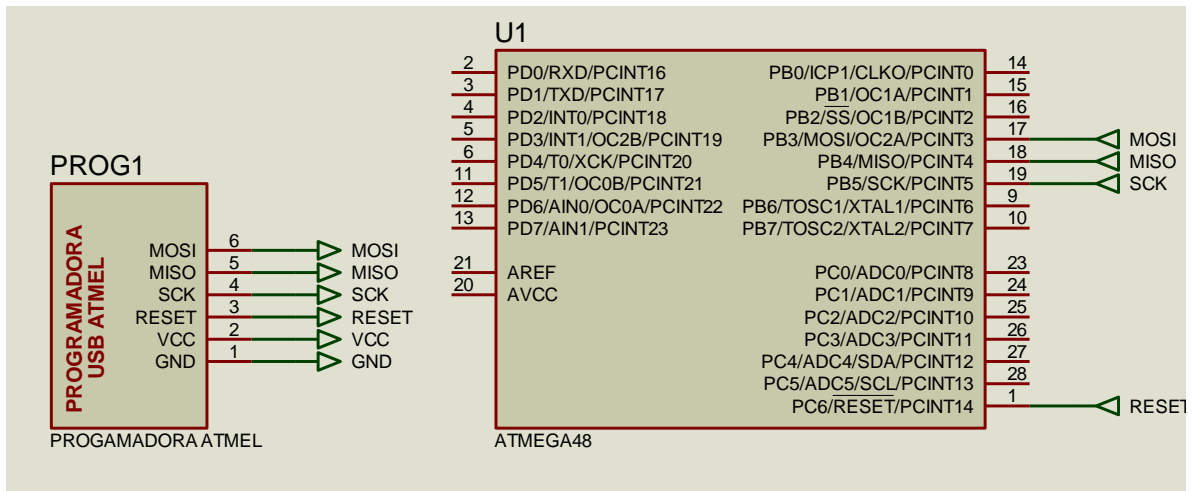 U1
2 PD0/RXD/PCINT16 PB0/ICP1/CLKO/PCINT0 14
3 PD1/TXD/PCINT17 PB1/OC1A/PCINT1 15
4 PD2/INT0/PCINT18 PB2/SS/OC1B/PCINT2 16
5 PD3/INT1/OC2B/PCINT19 PB3/MOSI/OC2A/PCINT3 17 MOSI
6 PD4/T0/XCK/PCINT20 PB4/MISO/PCINT4 18 MISO
11 PD5/T1/OC0B/PCINT21 PB5/SCK/PCINT5 19 SCK
12 PD6/AIN0/OC0A/PCINT22 PB6/TOSC1/XTAL1/PCINT6 9
13 PD7/AIN1/PCINT23 PB7/TOSC2/XTAL2/PCINT7 10
21 AREF PC0/ADC0/PCINT8 23
20 AVCC PC1/ADC1/PCINT9 24
PC2/ADC2/PCINT10 25
PC3/ADC3/PCINT11 26
PC4/ADC4/SDA/PCINT12 27
PC5/ADC5/SCL/PCINT13 28
PC6/RESET/PCINT14 1 RESET
ATMEGA48
PROG1
PROGRAMADORA
USB ATMEL
MOSI 6 MOSI
MISO 5 MISO
SCK 4 SCK
RESET 3 RESET
VCC 2 VCC
GND 1 GND
PROGAMADORA ATMEL